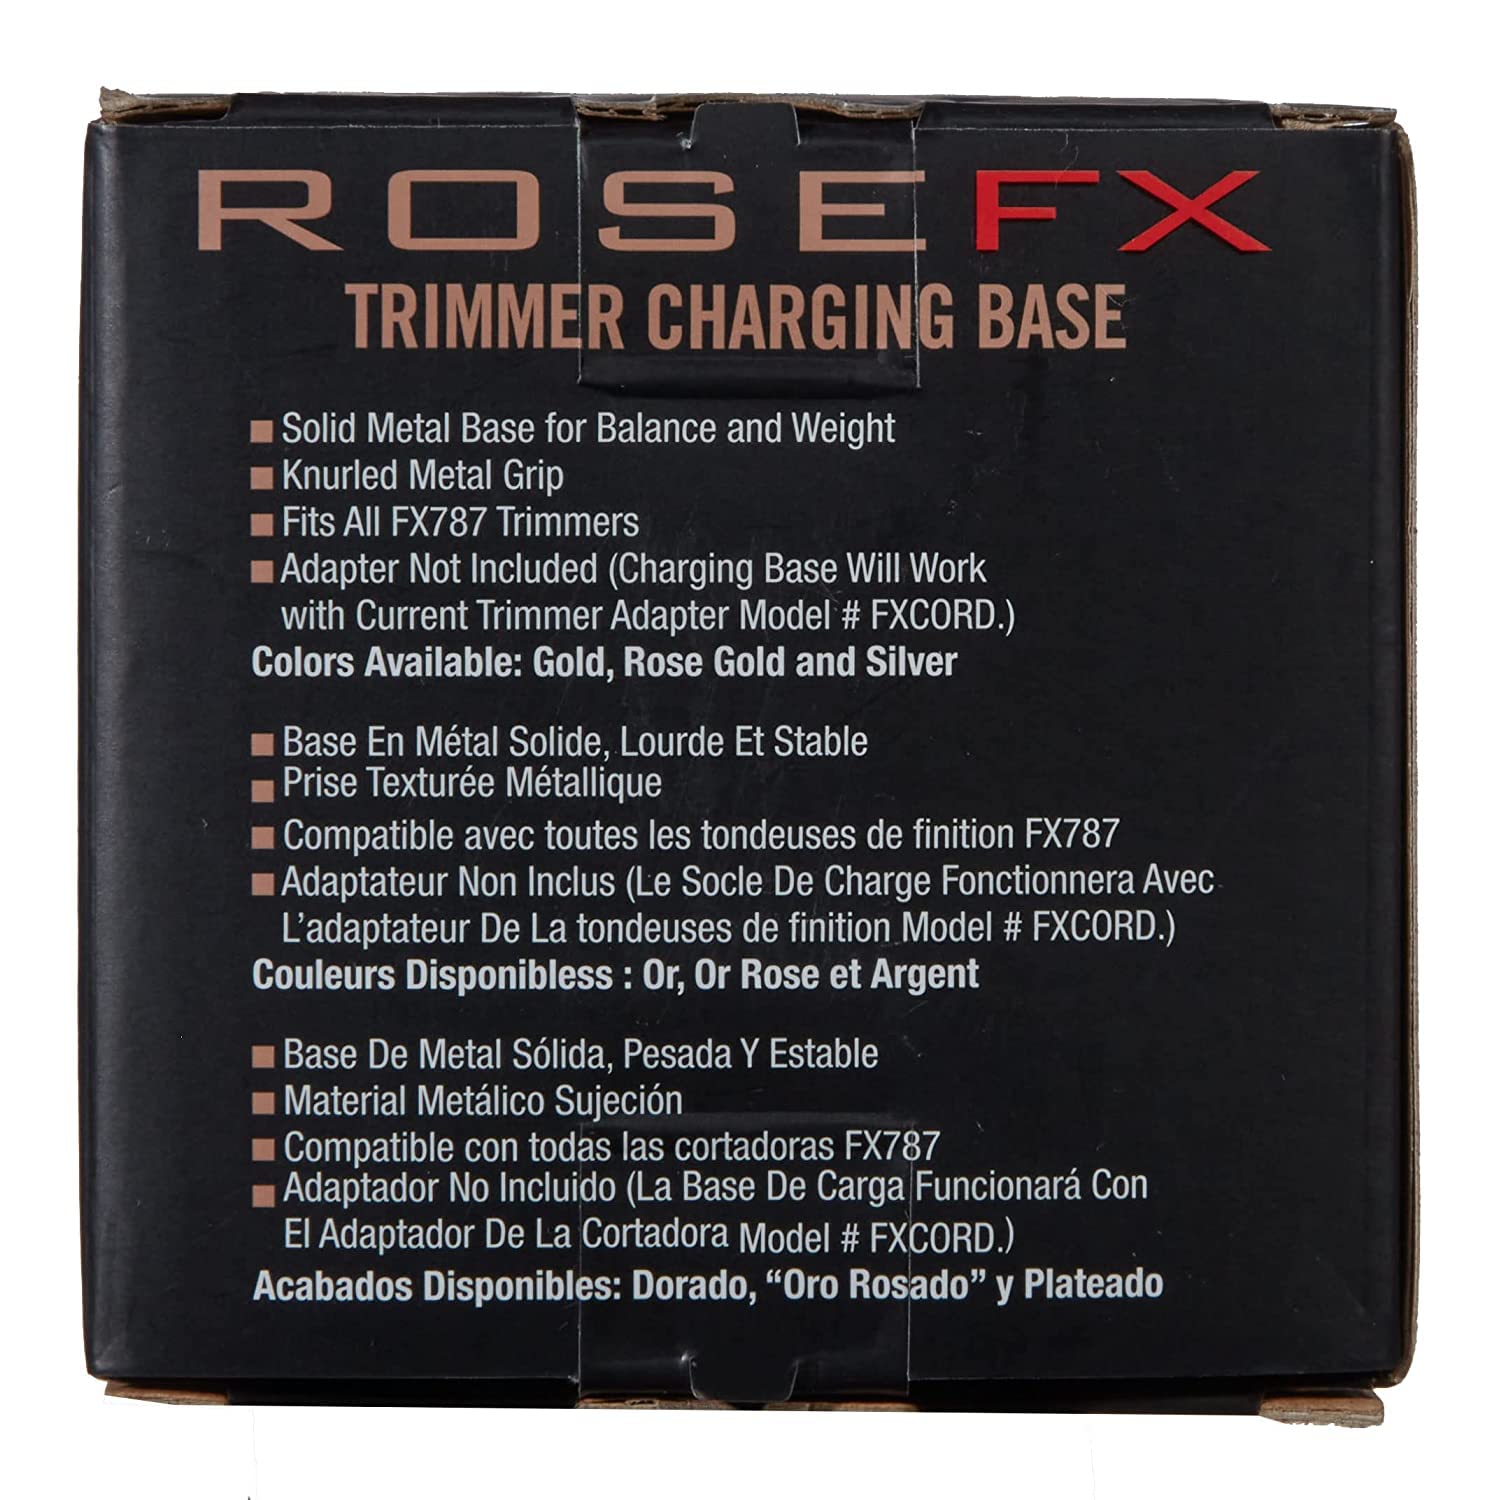 ROSEFX
TRIMMER CHARGING BASE
Solid Metal Base for Balance and Weight
Knurled Metal Grip
Fits All FX787 Trimmers
Adapter Not Included (Charging Base Will Work
with Current Trimmer Adapter Model # FXCORD.)
Colors Available: Gold, Rose Gold and Silver
Base En Métal Solide, Lourde Et Stable
Prise Texturée Métallique
Compatible avec toutes les tondeuses de finition FX787
Adaptateur Non Inclus (Le Socle De Charge Fonctionnera Avec
L’adaptateur De La tondeuses de finition Model # FXCORD.)
Couleurs Disponibless : Or, Or Rose et Argent
Base De Metal Sólida, Pesada Y Estable
Material Metálico Sujeción
Compatible con todas las cortadoras FX787
Adaptador No Incluido (La Base De Carga Funcionará Con
El Adaptador De La Cortadora Model # FXCORD.)
Acabados Disponibles: Dorado, “Oro Rosado” y Plateado